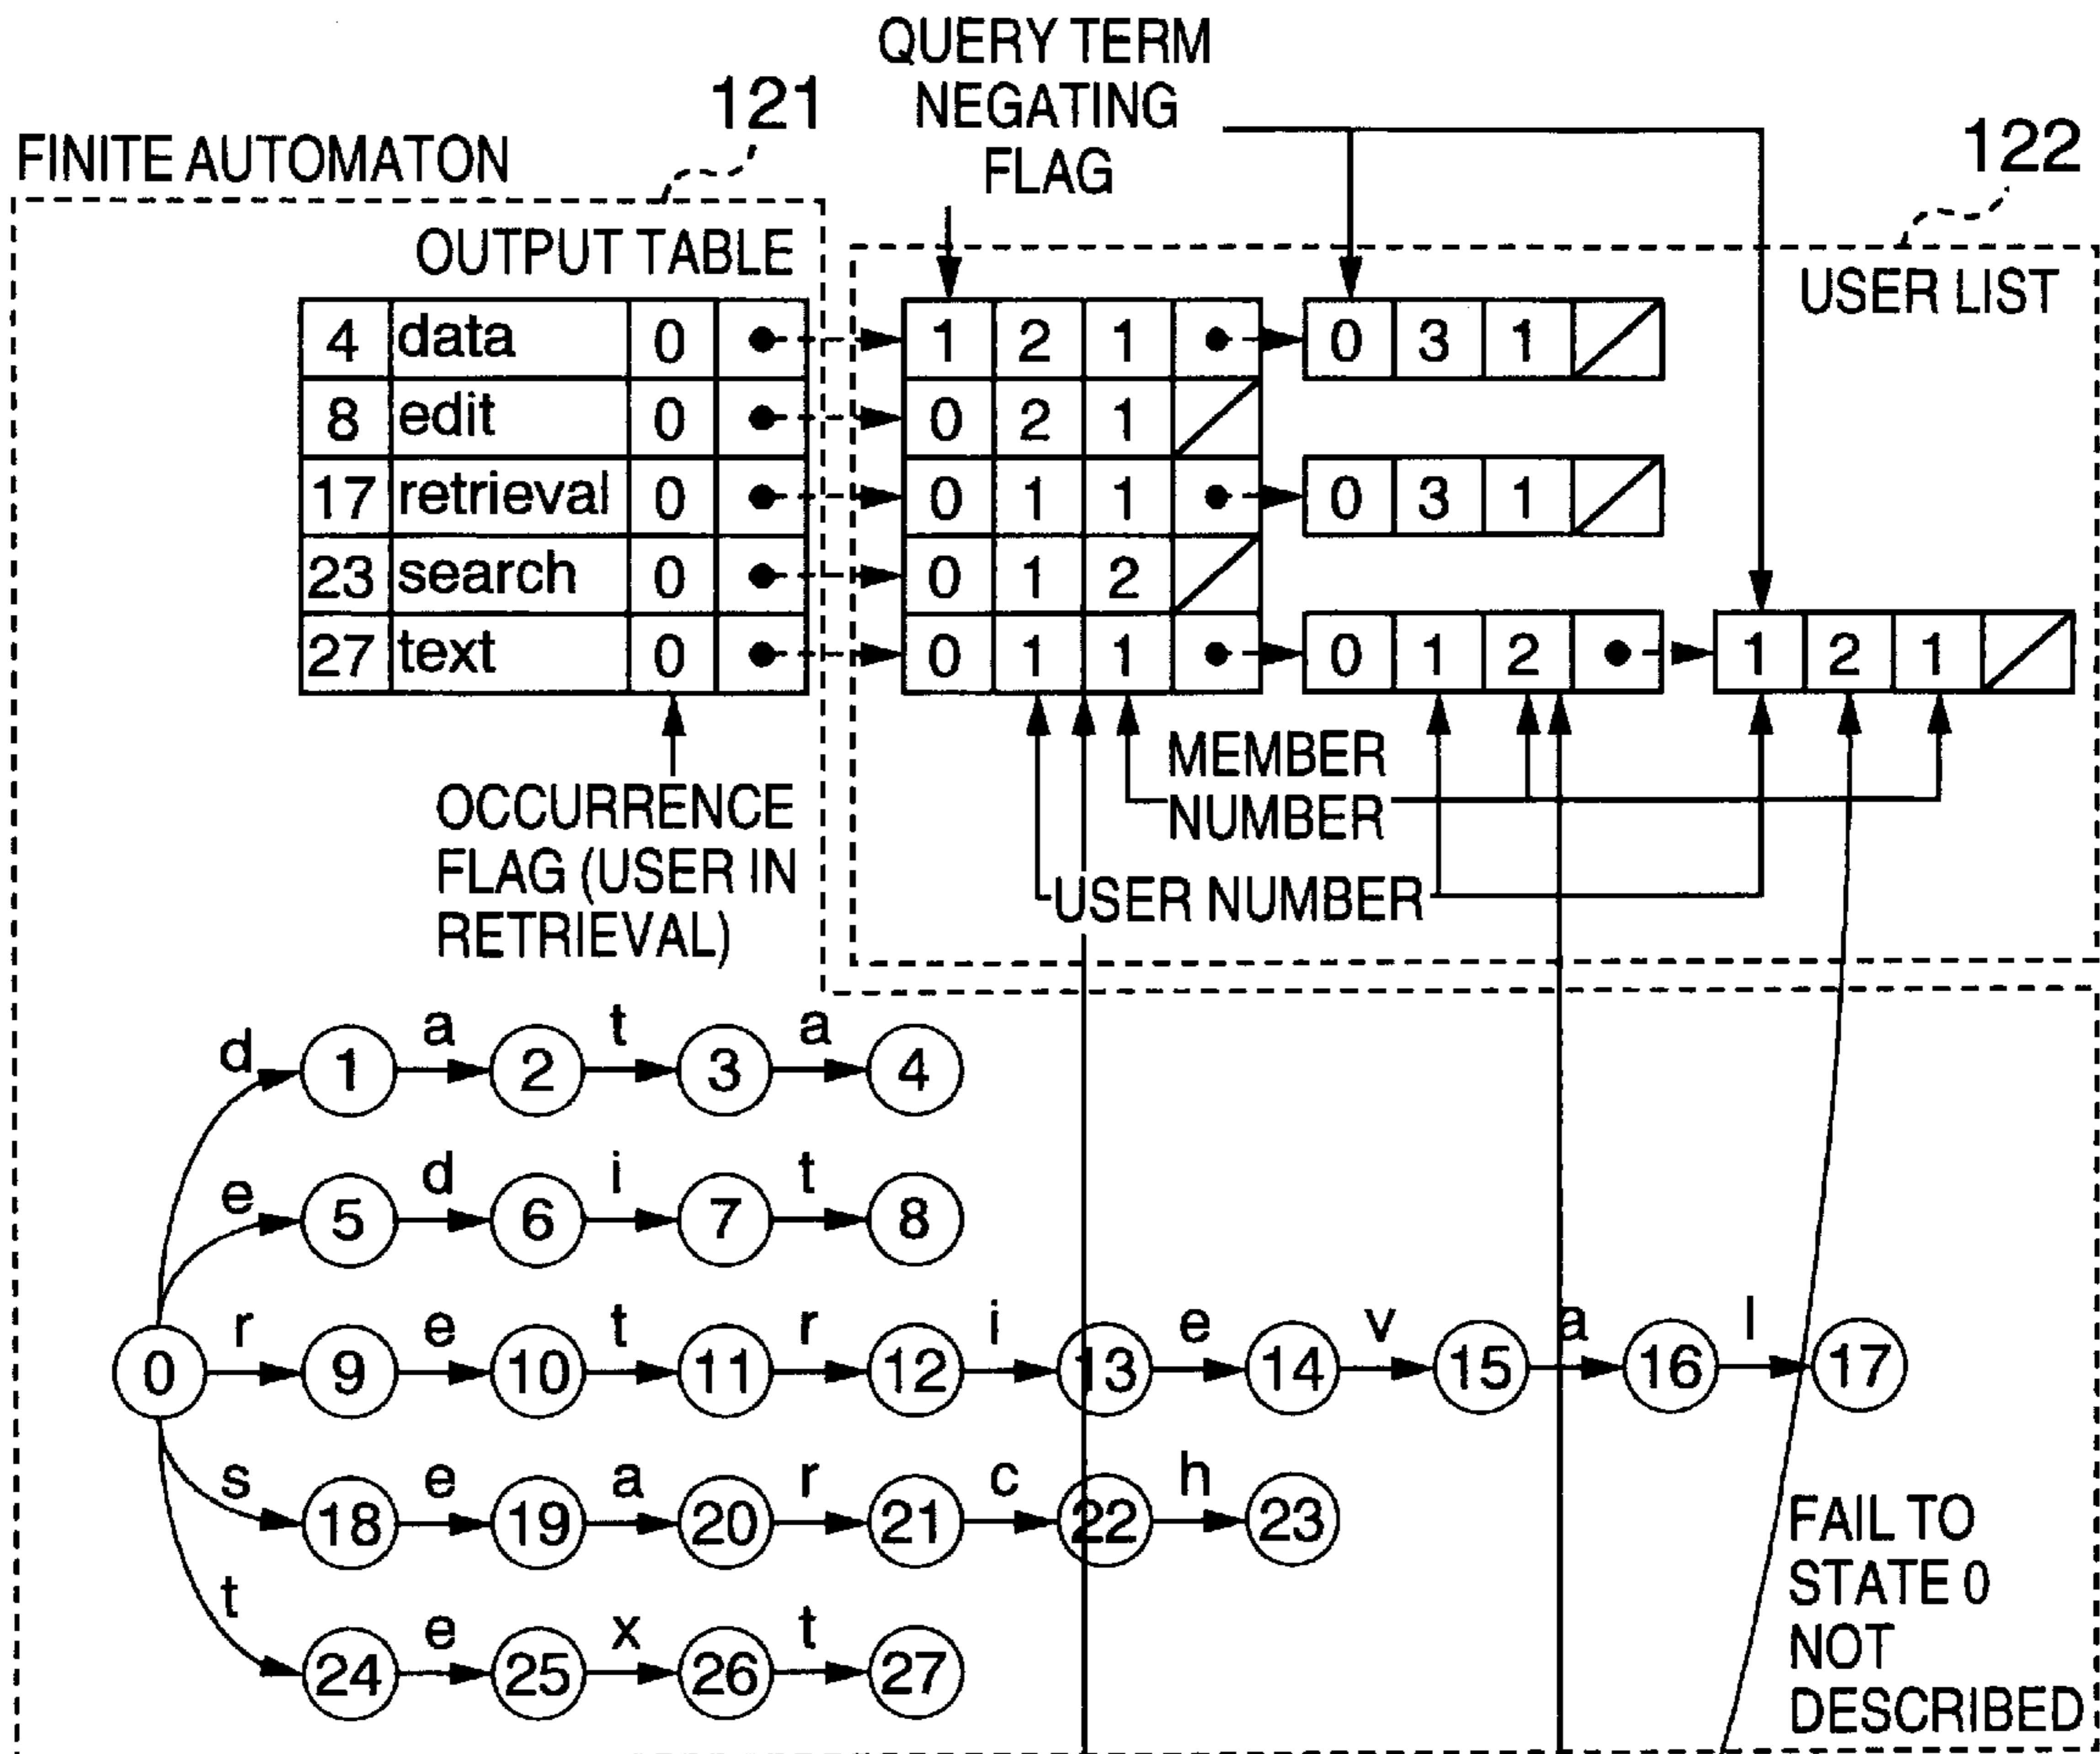 QUERY TERM
NEGATING
FLAG
121
122
FINITE AUTOMATON
OUTPUT TABLE
USER LIST
4 data 0 1 2 1 0 3 1
8 edit 0 0 2 1
17 retrieval 0 0 1 1 0 3 1
23 search 0 0 1 2
27 text 0 0 1 1 0 1 2 1 2 1
MEMBER
NUMBER
USER NUMBER
OCCURRENCE
FLAG (USER IN
RETRIEVAL)
d a t a
1 2 3 4
e d i t
5 6 7 8
r e t r i e v a l
0 9 10 11 12 13 14 15 16 17
s e a r c h
18 19 20 21 22 23
t e x t
24 25 26 27
FAIL TO
STATE 0
NOT
DESCRIBED